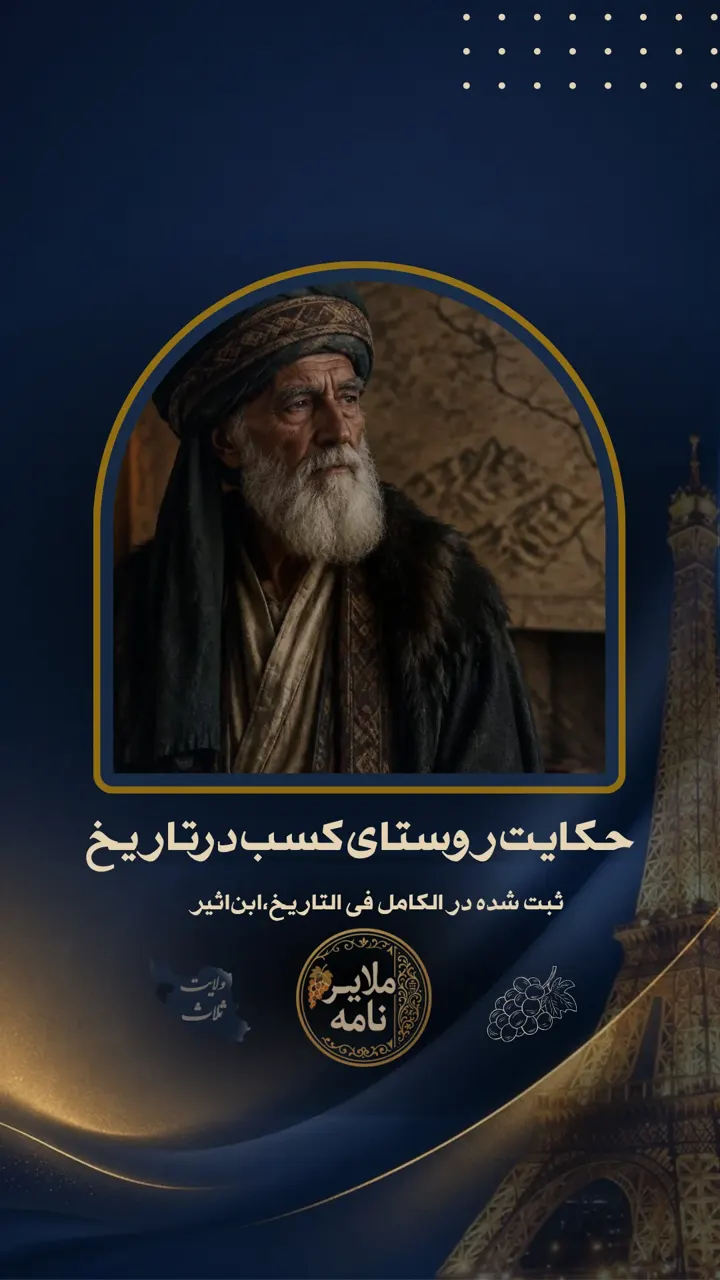 حکایت روستای کسب در تاریخ
ثبت شده در الکامل فی التاریخ،ابن اثیر
ملایر
نامه
ولایت
ثلاث